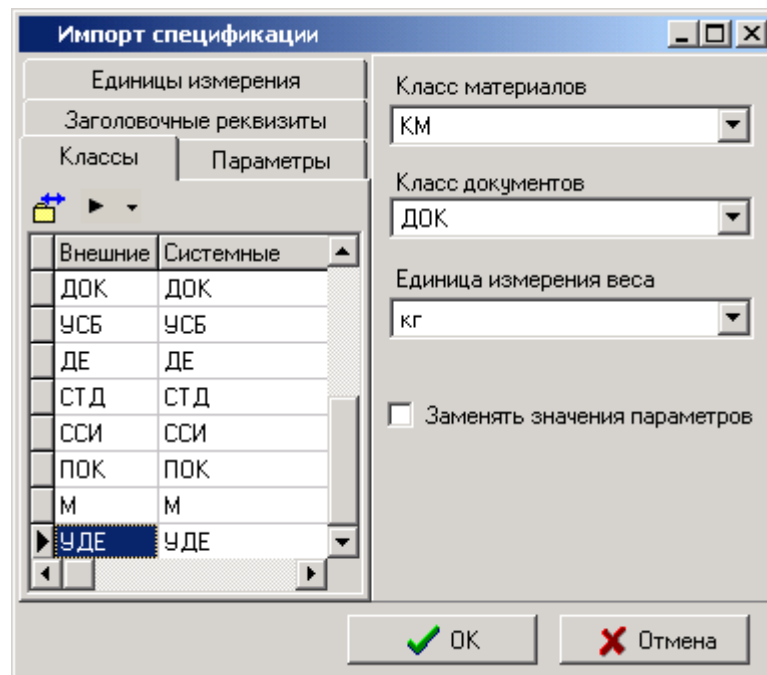 Импорт спецификации
Единицы измерения
Заголовочные реквизиты
Классы
Параметры
Внешние
Системные
ДОК
ДОК
УСБ
УСБ
ДЕ
ДЕ
СТД
СТД
ССИ
ССИ
ПОК
ПОК
М
М
УДЕ
УДЕ
Класс материалов
КМ
Класс документов
ДОК
Единица измерения веса
кг
Заменять значения параметров
OK
Отмена